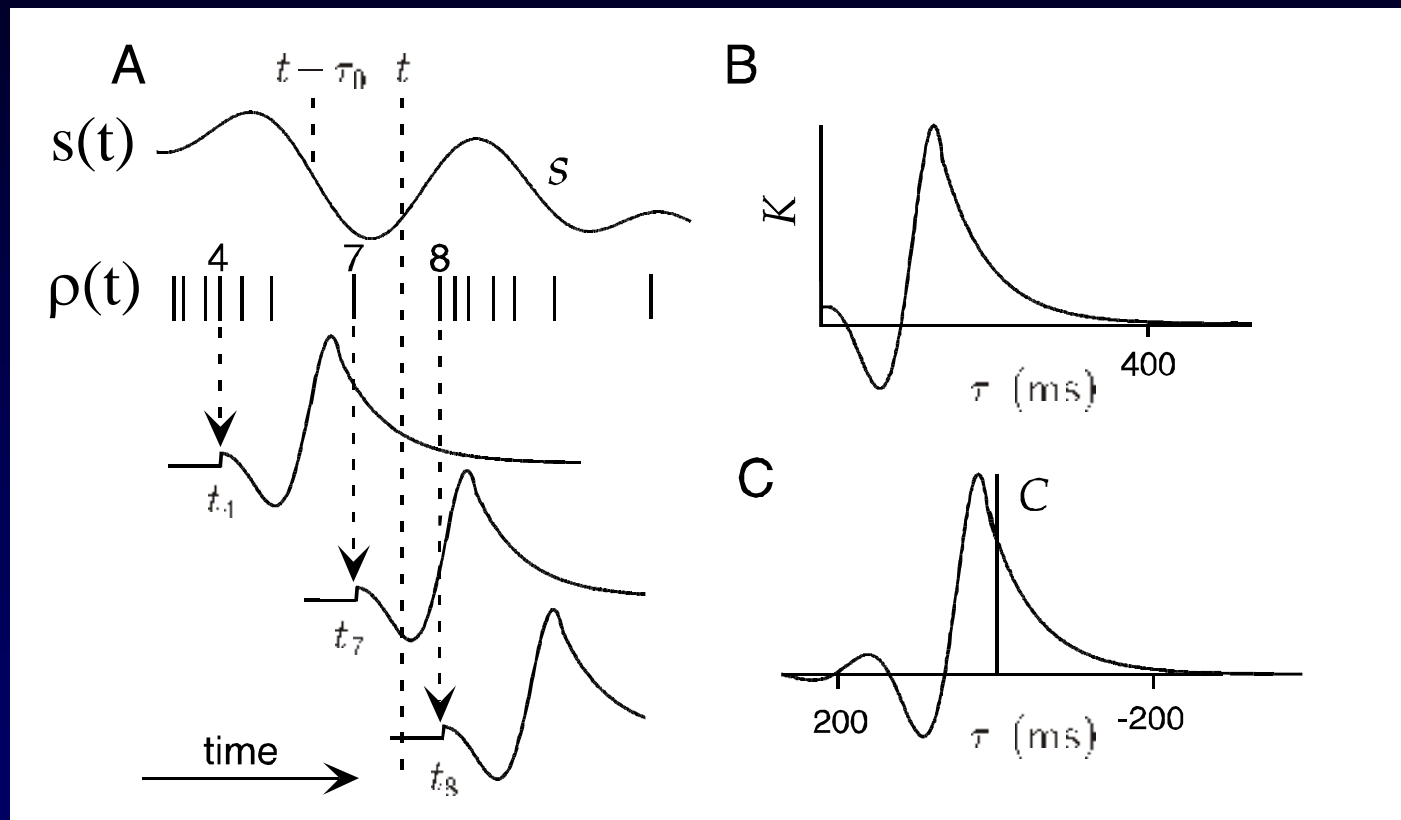 A
t − τ₀ t
s(t)
s
4 7 8
ρ(t)
t₄
t₇
t₈
time
B
K
400
τ (ms)
C
C
200
-200
τ (ms)